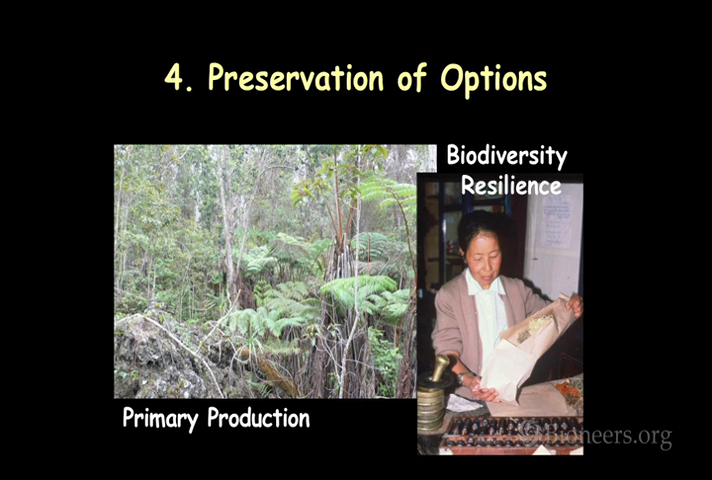 4. Preservation of Options
Biodiversity
Resilience
Primary Production
©Bioneers.org